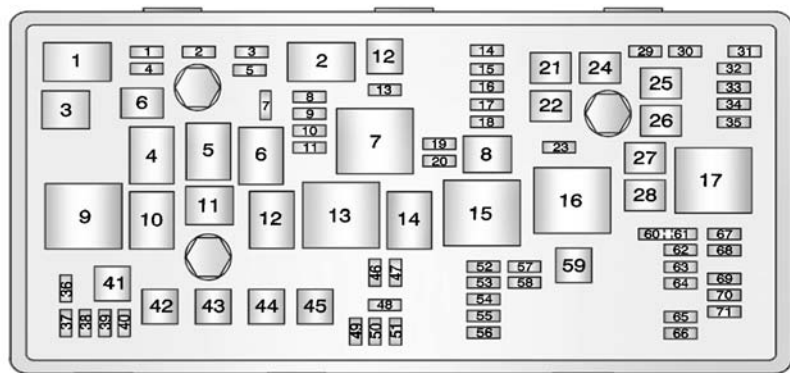 1 1 2 3 2 12 14 21 24 29 30 31
4 5 15 32
3 6 7 8 13 16 22 25 33
9 17 34
10 18 26 35
11
4 5 6 7 19 8 23 27
20
9 10 11 12 13 14 15 16 28 17
60 61 67
62 68
36 41 46 47 52 57 59 63
53 58 64 69
42 43 44 45 48 54 70
37 38 39 40 49 50 51 55 65 71
56 66